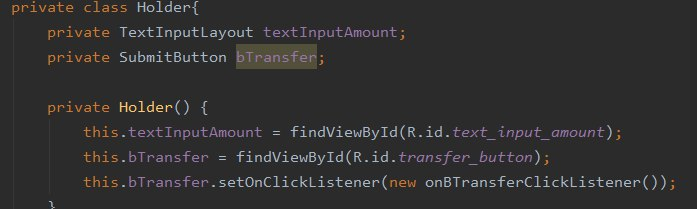 private class Holder{
private TextInputLayout textInputAmount;
private SubmitButton bTransfer;
private Holder() {
this.textInputAmount = findViewById(R.id.text_input_amount);
this.bTransfer = findViewById(R.id.transfer_button);
this.bTransfer.setOnClickListener(new onBTransferClickListener());
}